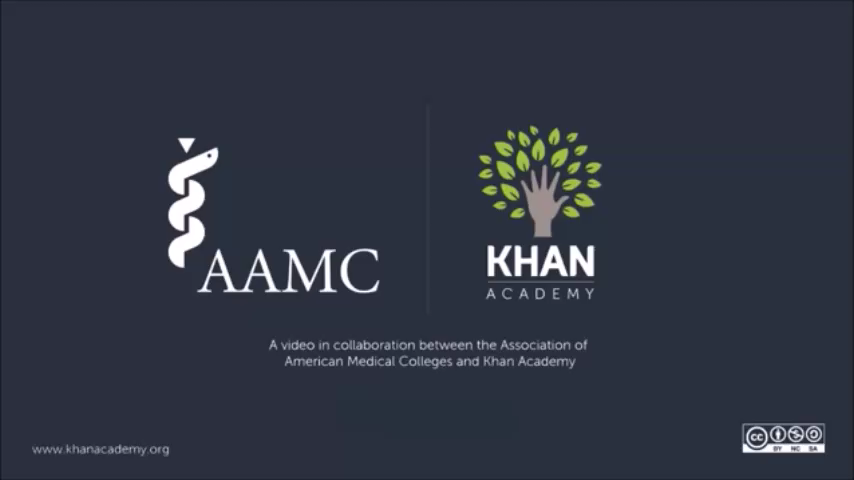 AAMC
KHAN
ACADEMY
A video in collaboration between the Association of
American Medical Colleges and Khan Academy
www.khanacademy.org
cc
BY NC SA